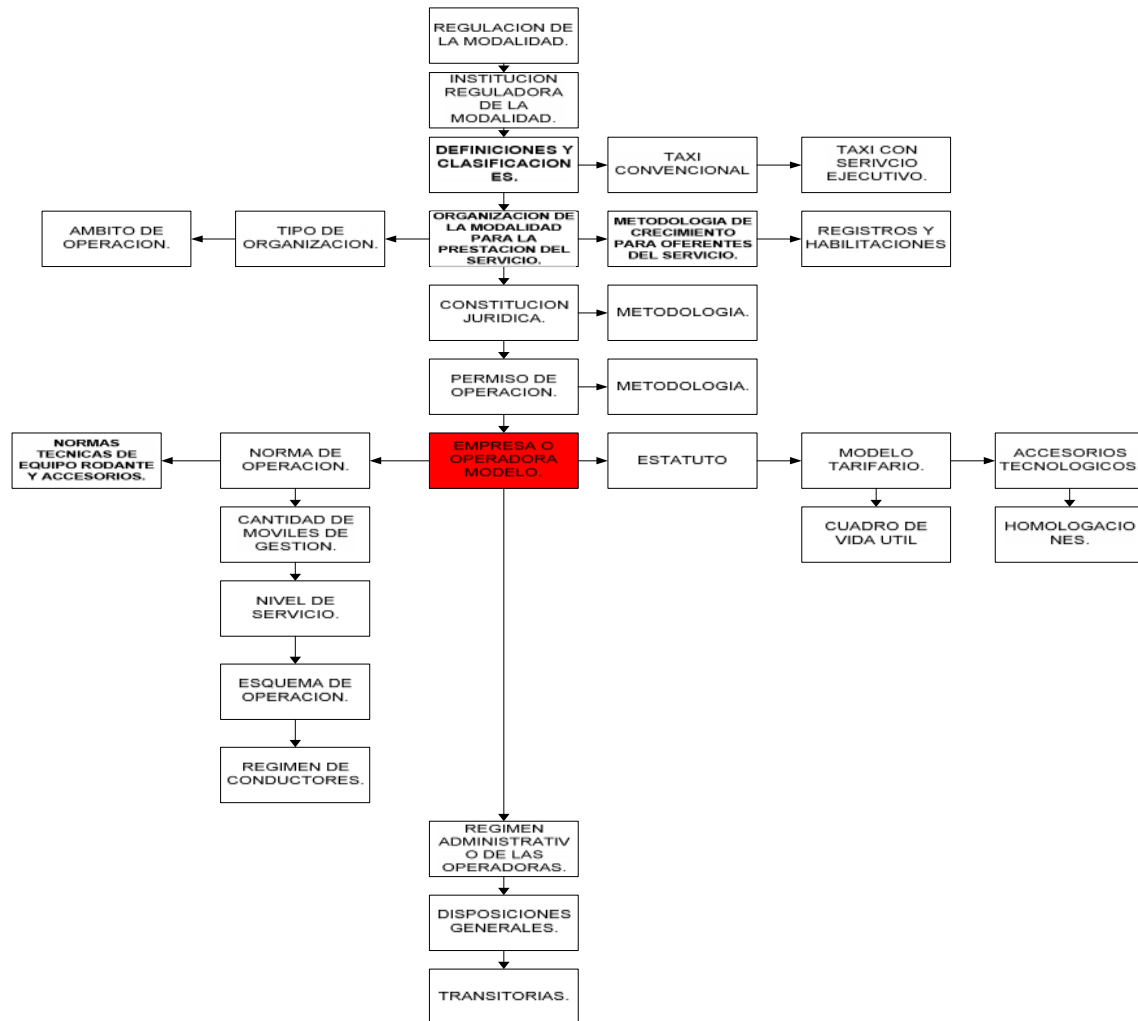 REGULACION DE
LA MODALIDAD.
INSTITUCION
REGULADORA
DE LA
MODALIDAD.
DEFINICIONES Y
CLASIFICACION
ES.
TAXI
CONVENCIONAL
TAXI CON
SERIVCIO
EJECUTIVO.
AMBITO DE
OPERACION.
TIPO DE
ORGANIZACION.
ORGANIZACION DE
LA MODALIDAD
PARA LA
PRESTACION DEL
SERVICIO.
METODOLOGIA DE
CRECIMIENTO
PARA OFERENTES
DEL SERVICIO.
REGISTROS Y
HABILITACIONES
CONSTITUCION
JURIDICA.
METODOLOGIA.
PERMISO DE
OPERACION.
METODOLOGIA.
NORMAS
TECNICAS DE
EQUIPO RODANTE
Y ACCESORIOS.
NORMA DE
OPERACION.
EMPRESA O
OPERADORA
MODELO.
ESTATUTO
MODELO
TARIFARIO.
ACCESORIOS
TECNOLOGICOS.
CANTIDAD DE
MOVILES DE
GESTION.
CUADRO DE
VIDA UTIL
HOMOLOGACIO
NES.
NIVEL DE
SERVICIO.
ESQUEMA DE
OPERACION.
REGIMEN DE
CONDUCTORES.
REGIMEN
ADMINISTRATIV
O DE LAS
OPERADORAS.
DISPOSICIONES
GENERALES.
TRANSITORIAS.